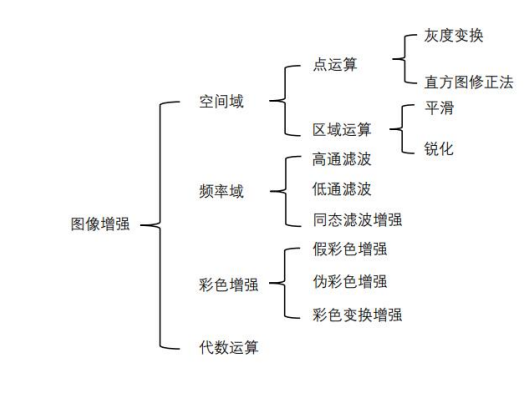 灰度变换
点运算
直方图修正法
空间域
平滑
区域运算
锐化
高通滤波
频率域
低通滤波
同态滤波增强
图像增强
假彩色增强
彩色增强
伪彩色增强
彩色变换增强
代数运算